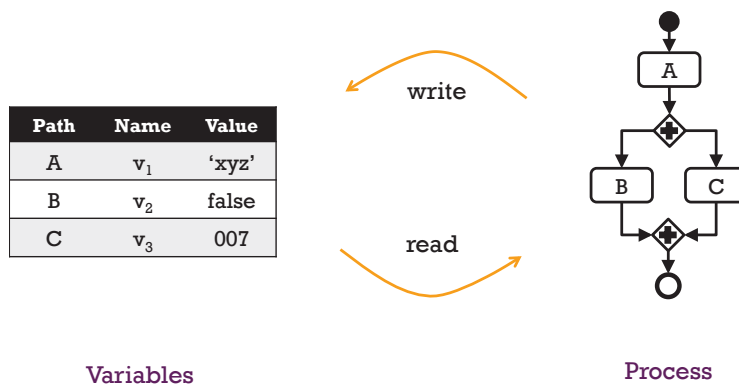 A
write
Path Name Value
A v₁ ‘xyz’
B v₂ false
C v₃ 007
B C
read
Variables
Process